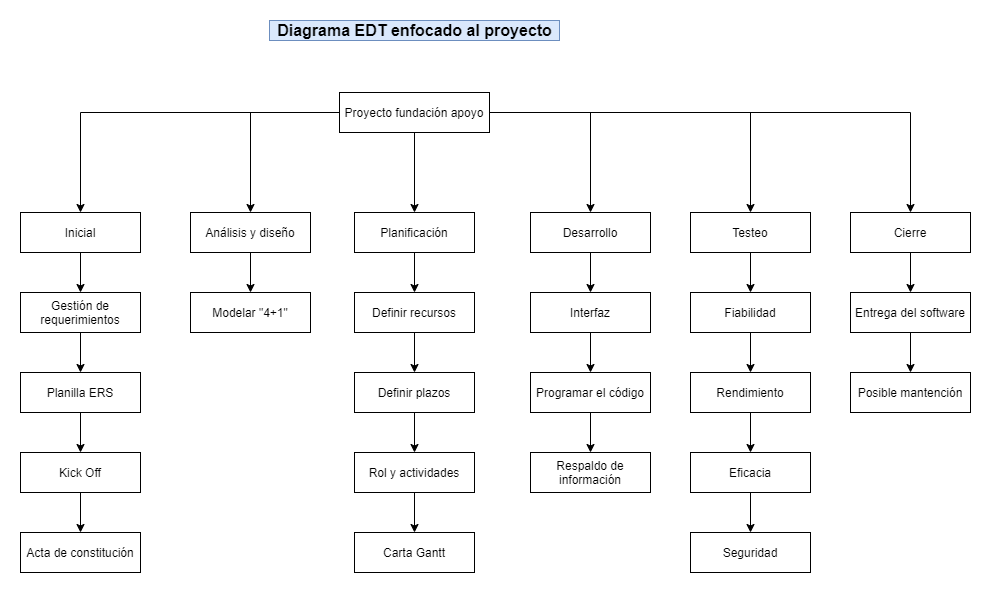 Diagrama EDT enfocado al proyecto
Proyecto fundación apoyo
Inicial
Análisis y diseño
Planificación
Desarrollo
Testeo
Cierre
Gestión de
requerimientos
Modelar "4+1"
Definir recursos
Interfaz
Fiabilidad
Entrega del software
Planilla ERS
Definir plazos
Programar el código
Rendimiento
Posible mantención
Kick Off
Rol y actividades
Respaldo de
información
Eficacia
Acta de constitución
Carta Gantt
Seguridad